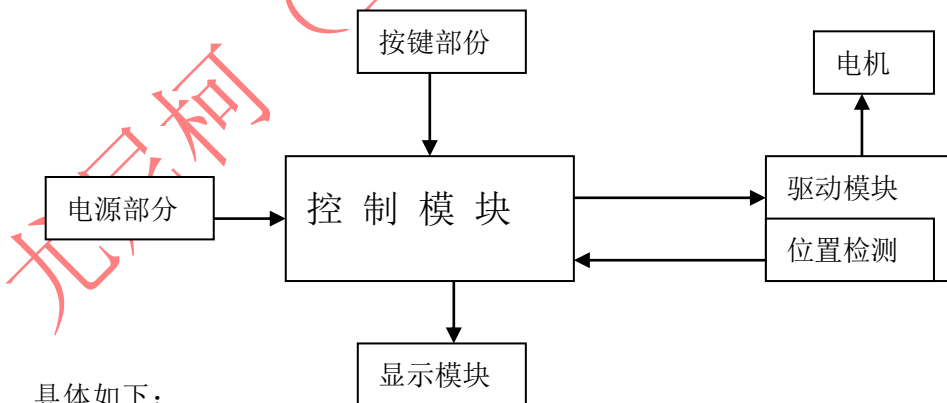 按键部份
电机
电源部分
控制模块
驱动模块
位置检测
显示模块
具体如下：